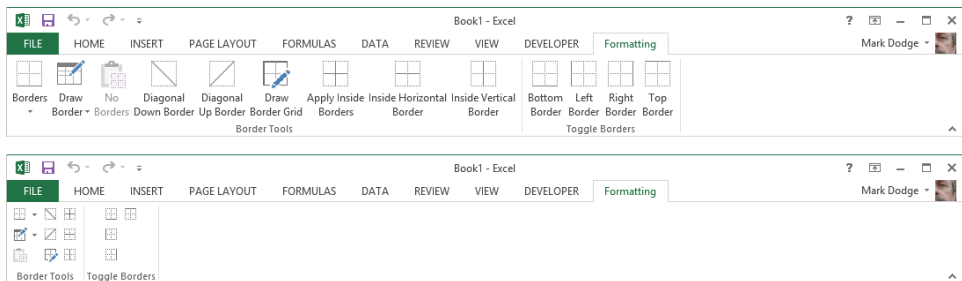 Book1 - Excel ?
FILE HOME INSERT PAGE LAYOUT FORMULAS DATA REVIEW VIEW DEVELOPER Formatting Mark Dodge
Borders Draw No Diagonal Diagonal Draw Apply Inside Inside Horizontal Inside Vertical Bottom Left Right Top
Border Borders Down Border Up Border Border Grid Borders Border Border Border Border Border Border
Border Tools Toggle Borders
Book1 - Excel ?
FILE HOME INSERT PAGE LAYOUT FORMULAS DATA REVIEW VIEW DEVELOPER Formatting Mark Dodge
Border Tools Toggle Borders